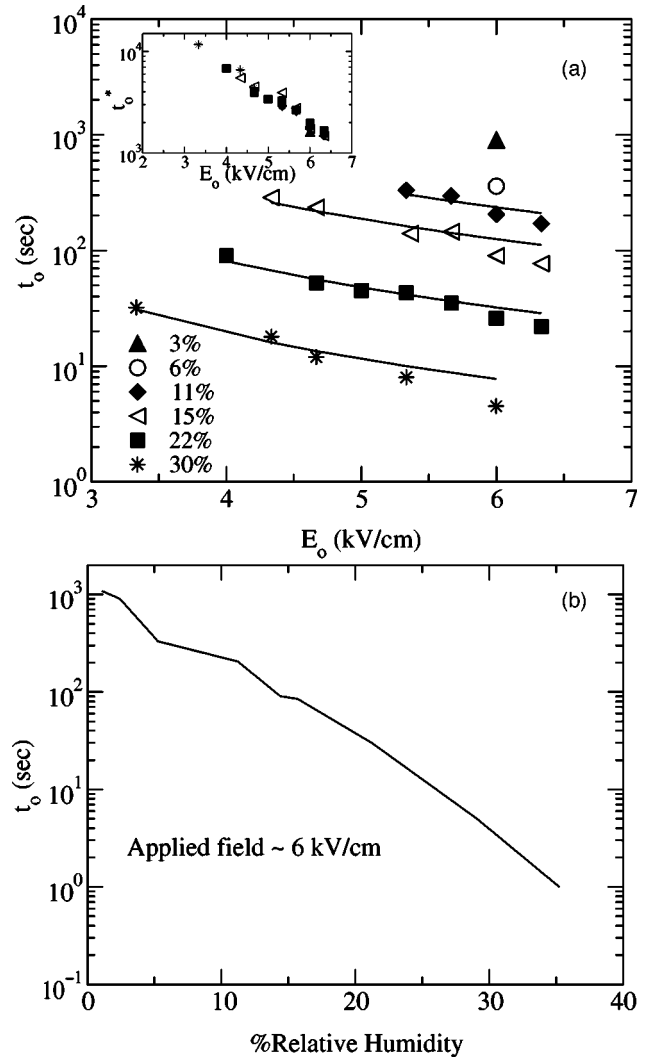 10^4
(a)
10^4
t_o^*
10^3
2 3 4 5 6 7
E_o (kV/cm)
10^3
10^2
t_o (sec)
10^1
3%
6%
11%
15%
22%
30%
10^0
3 4 5 6 7
E_o (kV/cm)
10^3
(b)
10^2
t_o (sec)
10^1
Applied field ~ 6 kV/cm
10^0
10^-1
0 10 20 30 40
%Relative Humidity